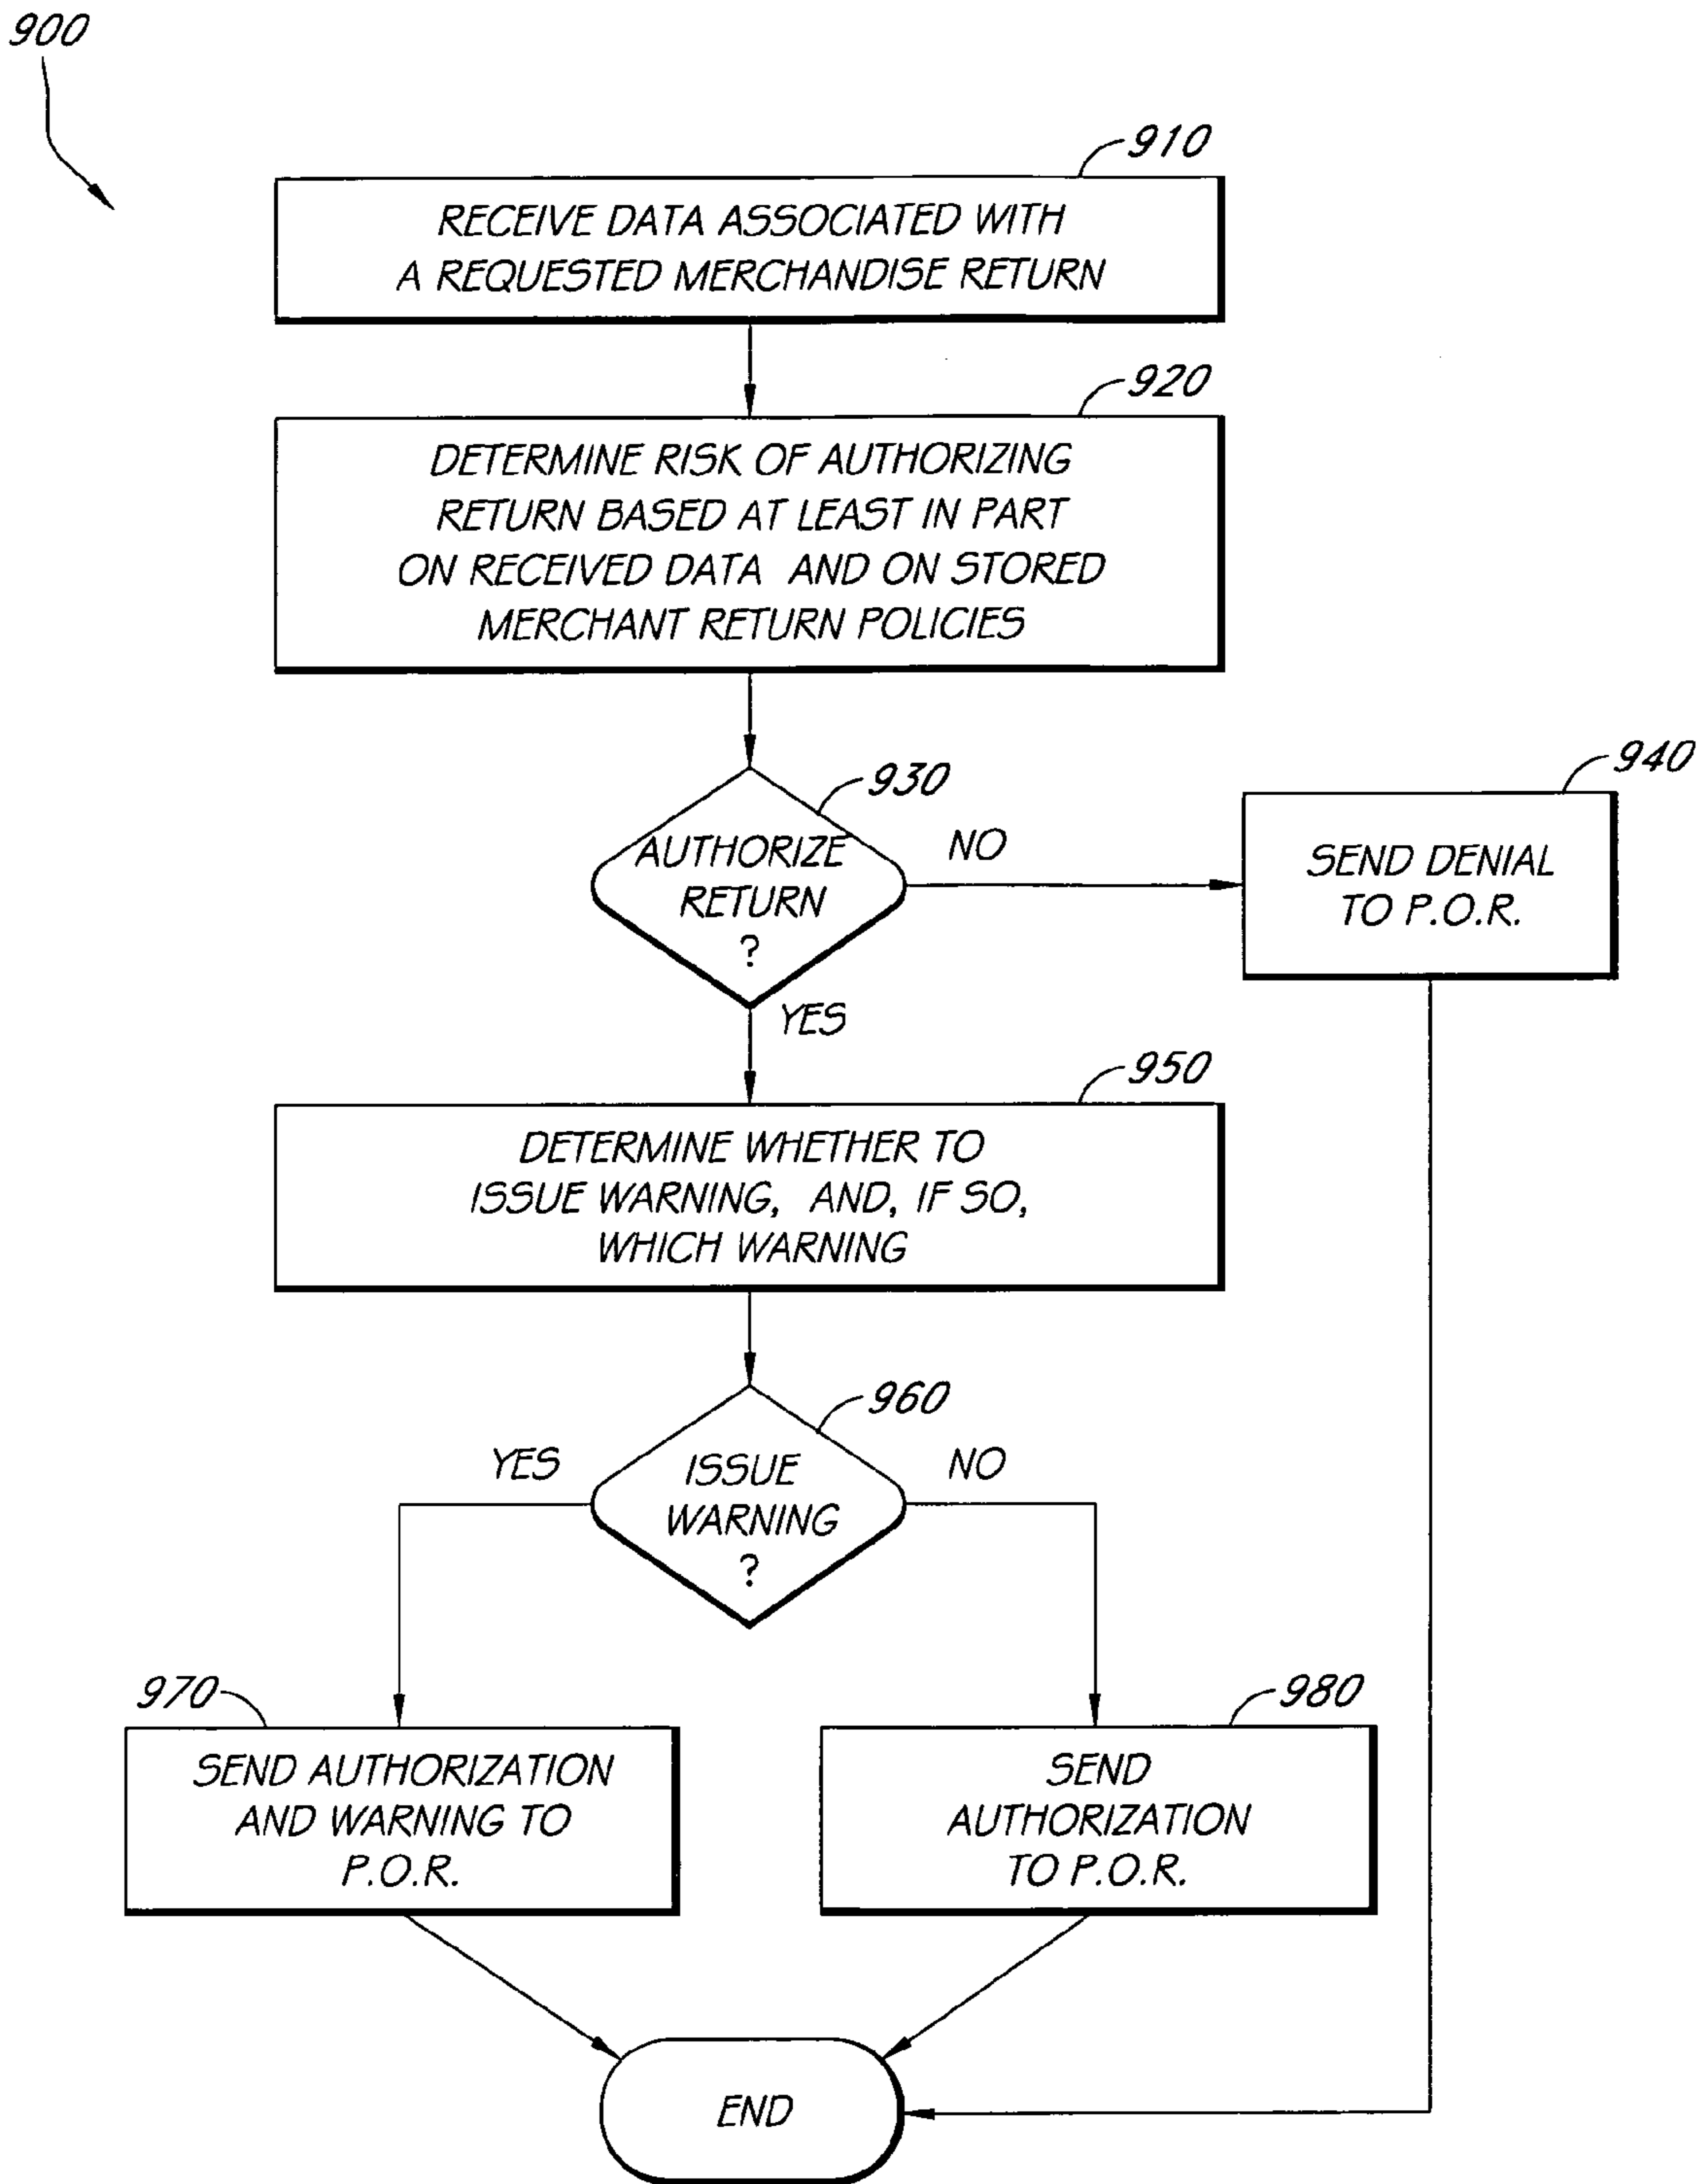 900
910
RECEIVE DATA ASSOCIATED WITH
A REQUESTED MERCHANDISE RETURN
920
DETERMINE RISK OF AUTHORIZING
RETURN BASED AT LEAST IN PART
ON RECEIVED DATA AND ON STORED
MERCHANT RETURN POLICIES
930
AUTHORIZE
RETURN
?
NO
940
SEND DENIAL
TO P.O.R.
YES
950
DETERMINE WHETHER TO
ISSUE WARNING, AND, IF SO,
WHICH WARNING
960
ISSUE
WARNING
?
YES
NO
970
SEND AUTHORIZATION
AND WARNING TO
P.O.R.
980
SEND
AUTHORIZATION
TO P.O.R.
END